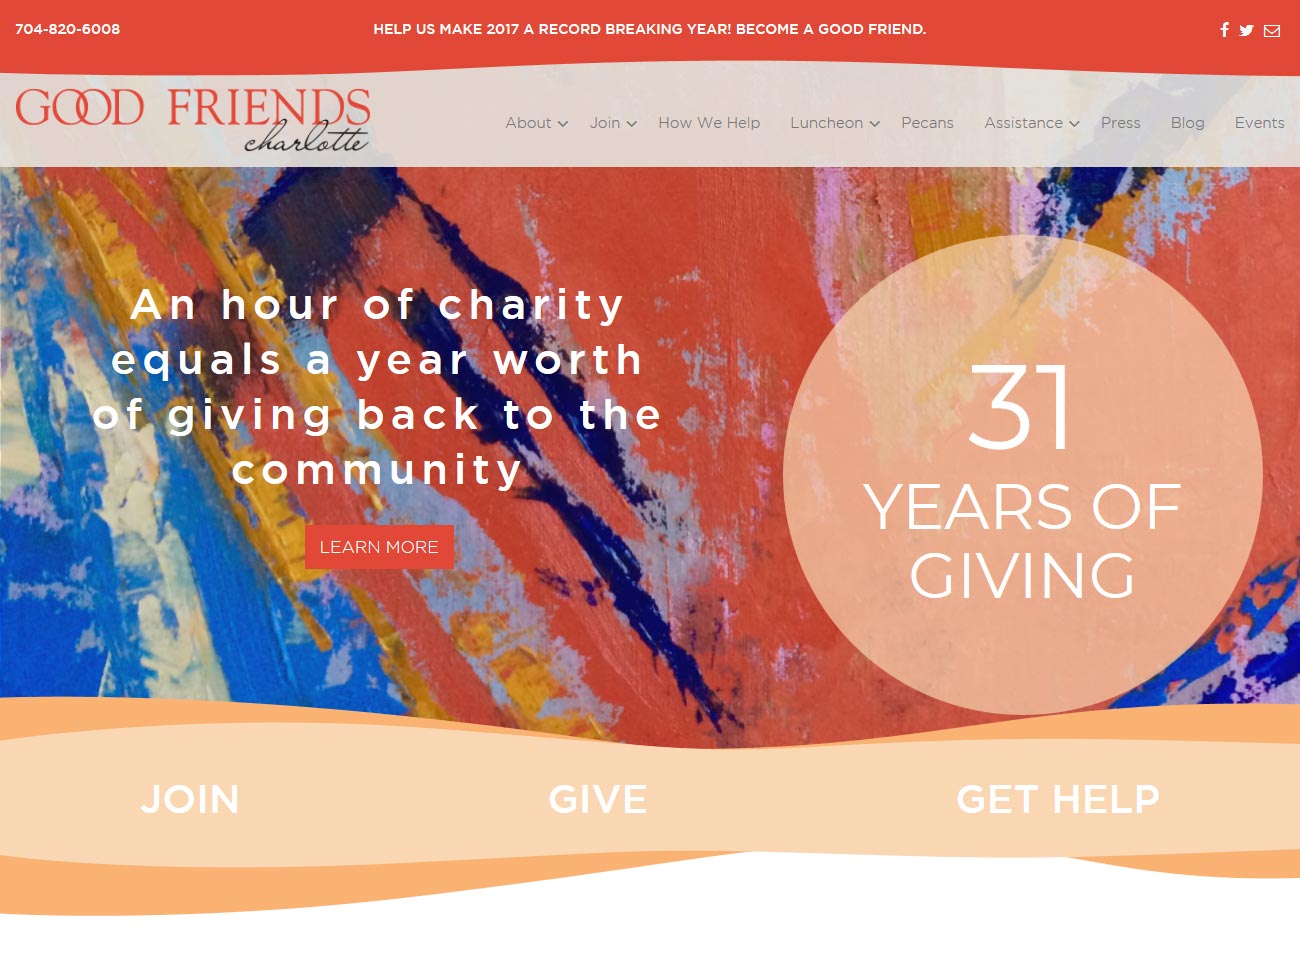 704-820-6008
HELP US MAKE 2017 A RECORD BREAKING YEAR! BECOME A GOOD FRIEND.
GOOD FRIENDS
charlotte
About Join How We Help Luncheon Pecans Assistance Press Blog Events
An hour of charity
equals a year worth
of giving back to the
community
LEARN MORE
31
YEARS OF
GIVING
JOIN GIVE GET HELP